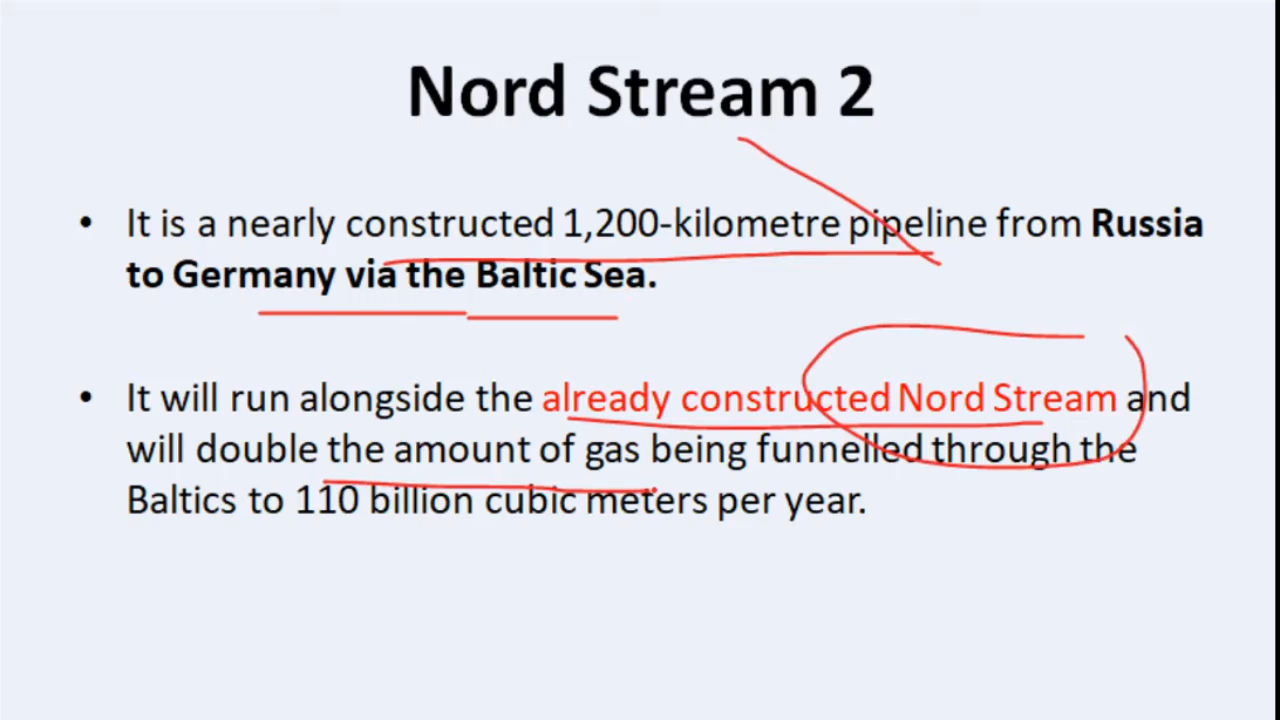 Nord Stream 2
• It is a nearly constructed 1,200-kilometre pipeline from Russia
to Germany via the Baltic Sea.
• It will run alongside the already constructed Nord Stream and
will double the amount of gas being funnelled through the
Baltics to 110 billion cubic meters per year.